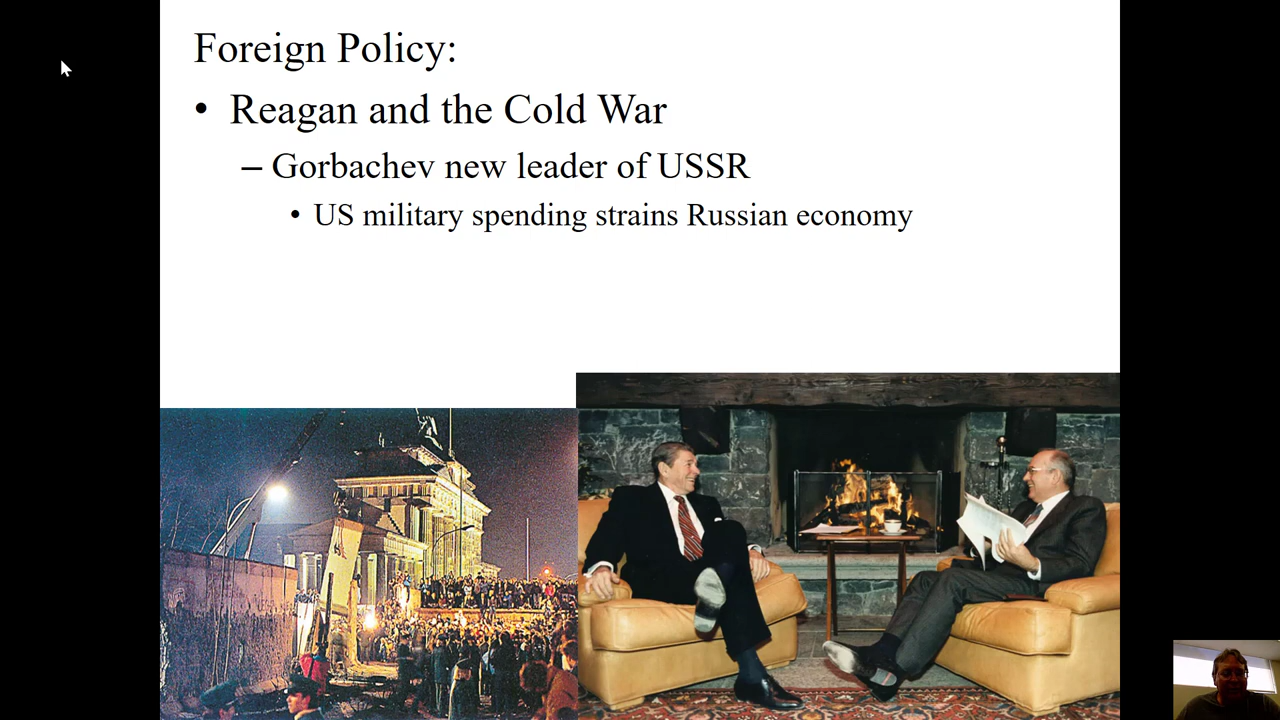 Foreign Policy:
• Reagan and the Cold War
– Gorbachev new leader of USSR
• US military spending strains Russian economy